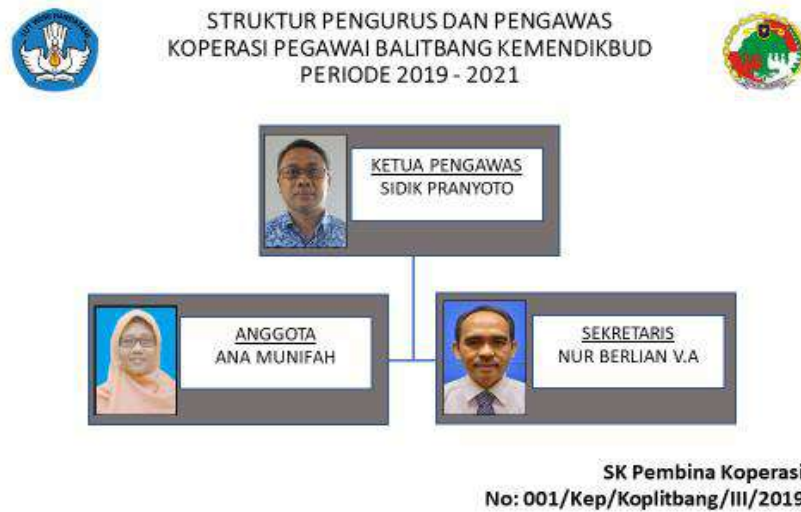 STRUKTUR PENGURUS DAN PENGAWAS
KOPERASI PEGAWAI BALITBANG KEMENDIKBUD
PERIODE 2019 - 2021
KETUA PENGAWAS
SIDIK PRANYOTO
ANGGOTA
ANA MUNIFAH
SEKRETARIS
NUR BERLIAN V.A
SK Pembina Koperasi
No: 001/Kep/Koplitbang/III/2019